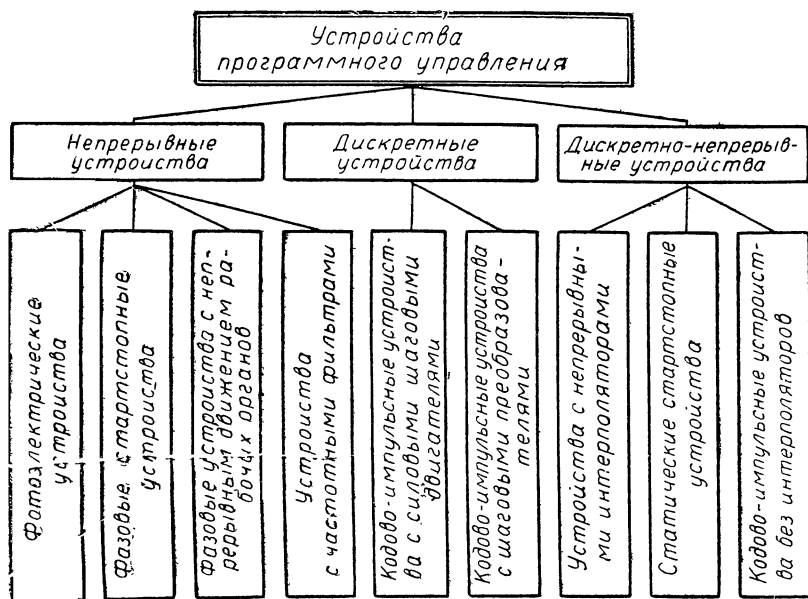 Устройства
программного управления
Непрерывные
устройства
Дискретные
устройства
Дискретно-непрерыв-
ные устройства
Фотоэлектрические
устройства
Фазовые стартстопные
устройства
Фазовые устройства с неп-
рерывным движением ра-
бочих органов
Устройства
с частотными фильтрами
Кодово-импульсные устройст-
ва с силовыми шаговыми
двигателями
Кодово-импульсные устройства
с шаговыми преобразова-
телями
Устройства с непрерывны-
ми интерполяторами
Статические стартстопные
устройства
Кодово-импульсные устройст-
ва без интерполяторов